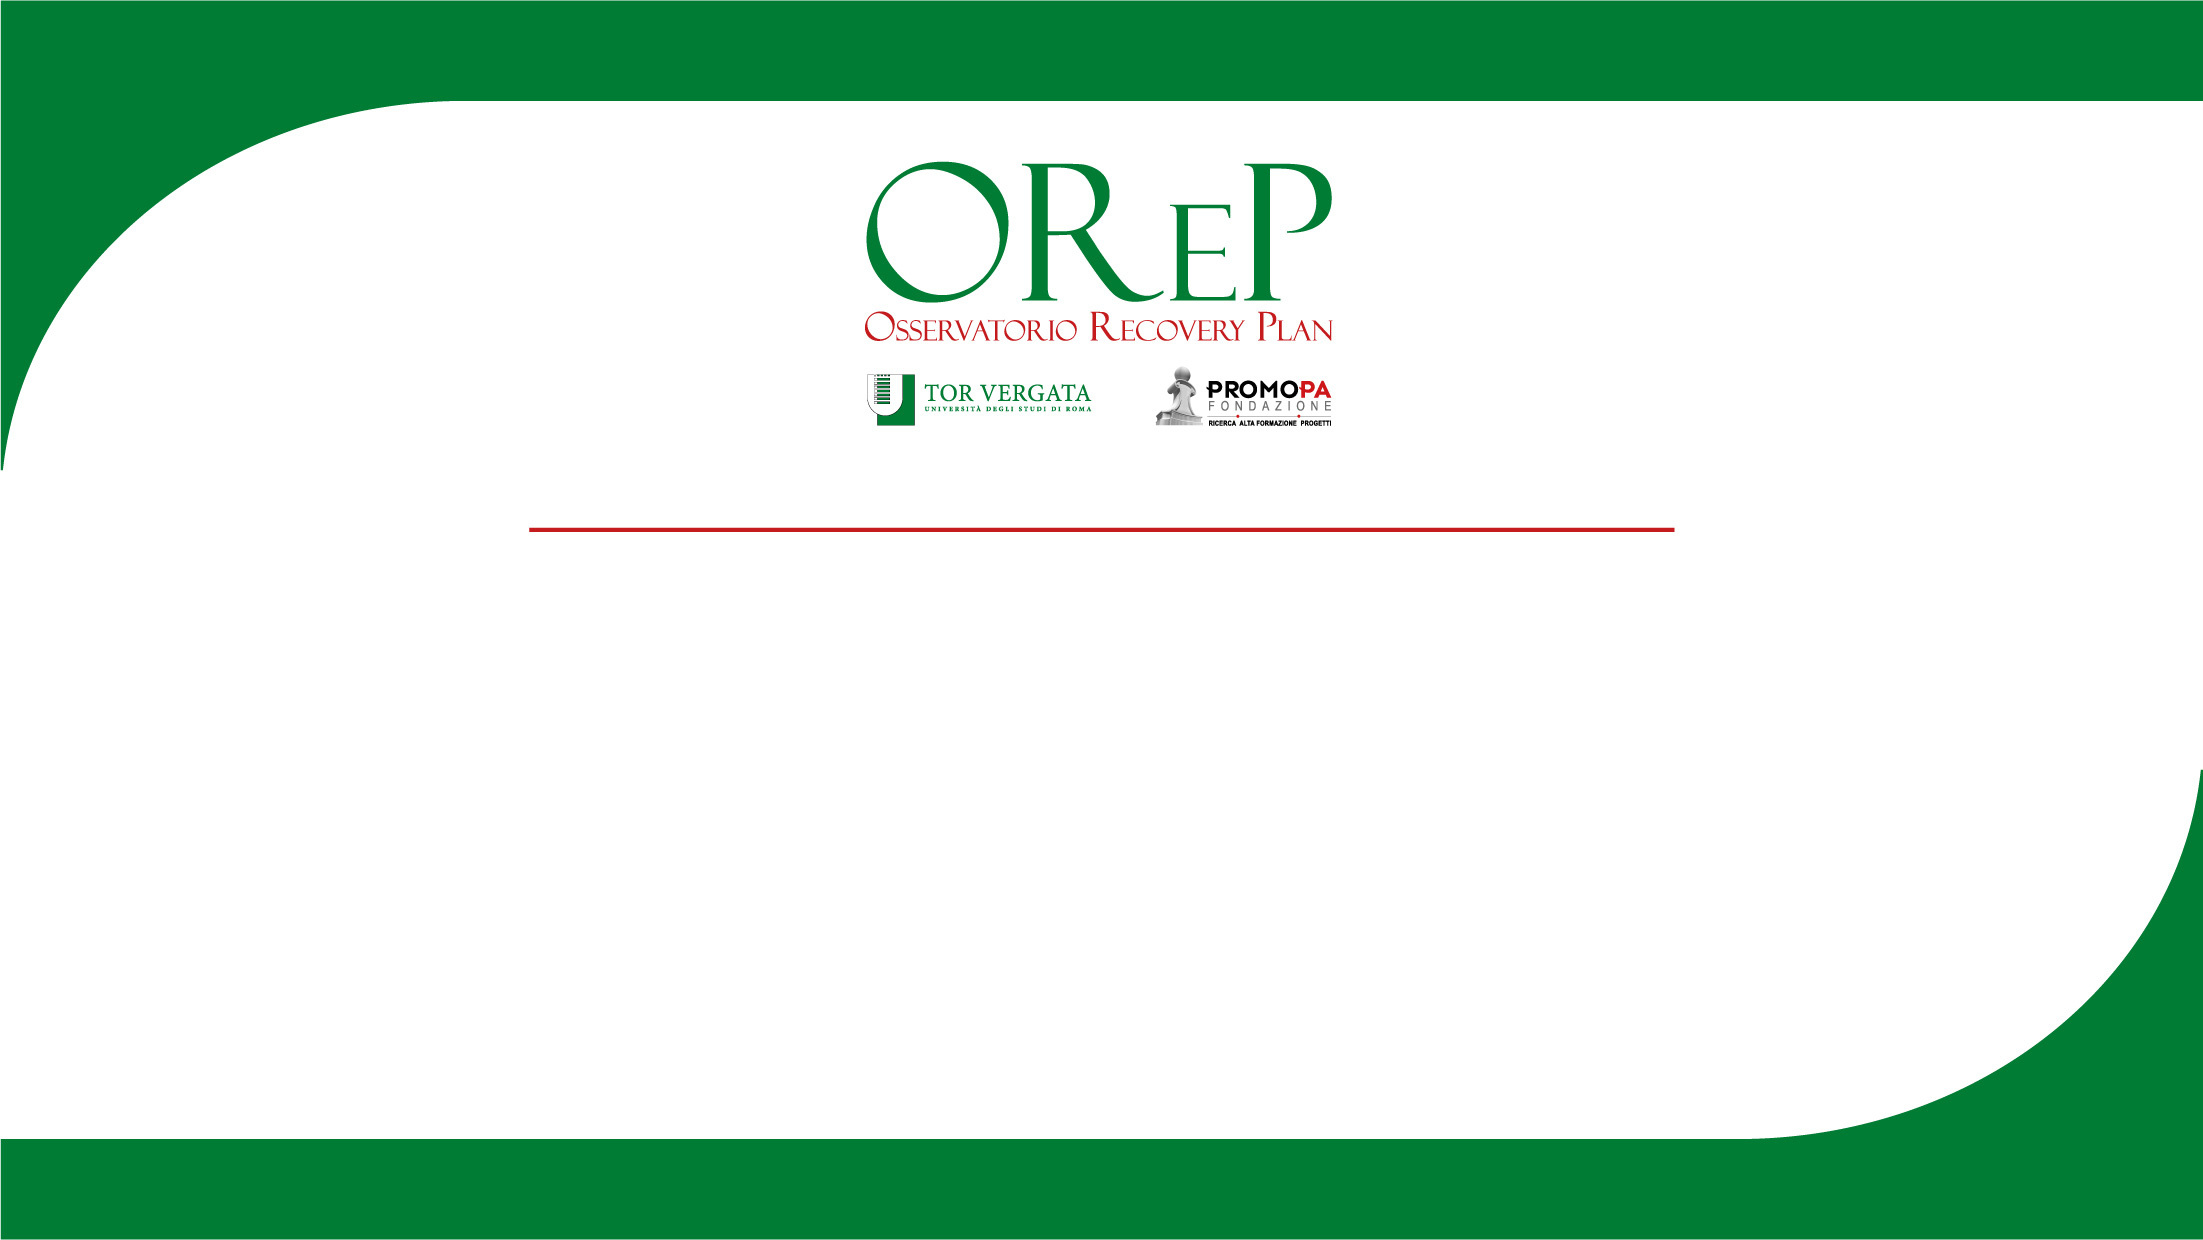 OReP
Osservatorio Recovery Plan
TOR VERGATA
UNIVERSITÀ DEGLI STUDI DI ROMA
PROMOPA
FONDAZIONE
RICERCA ALTA FORMAZIONE PROGETTI